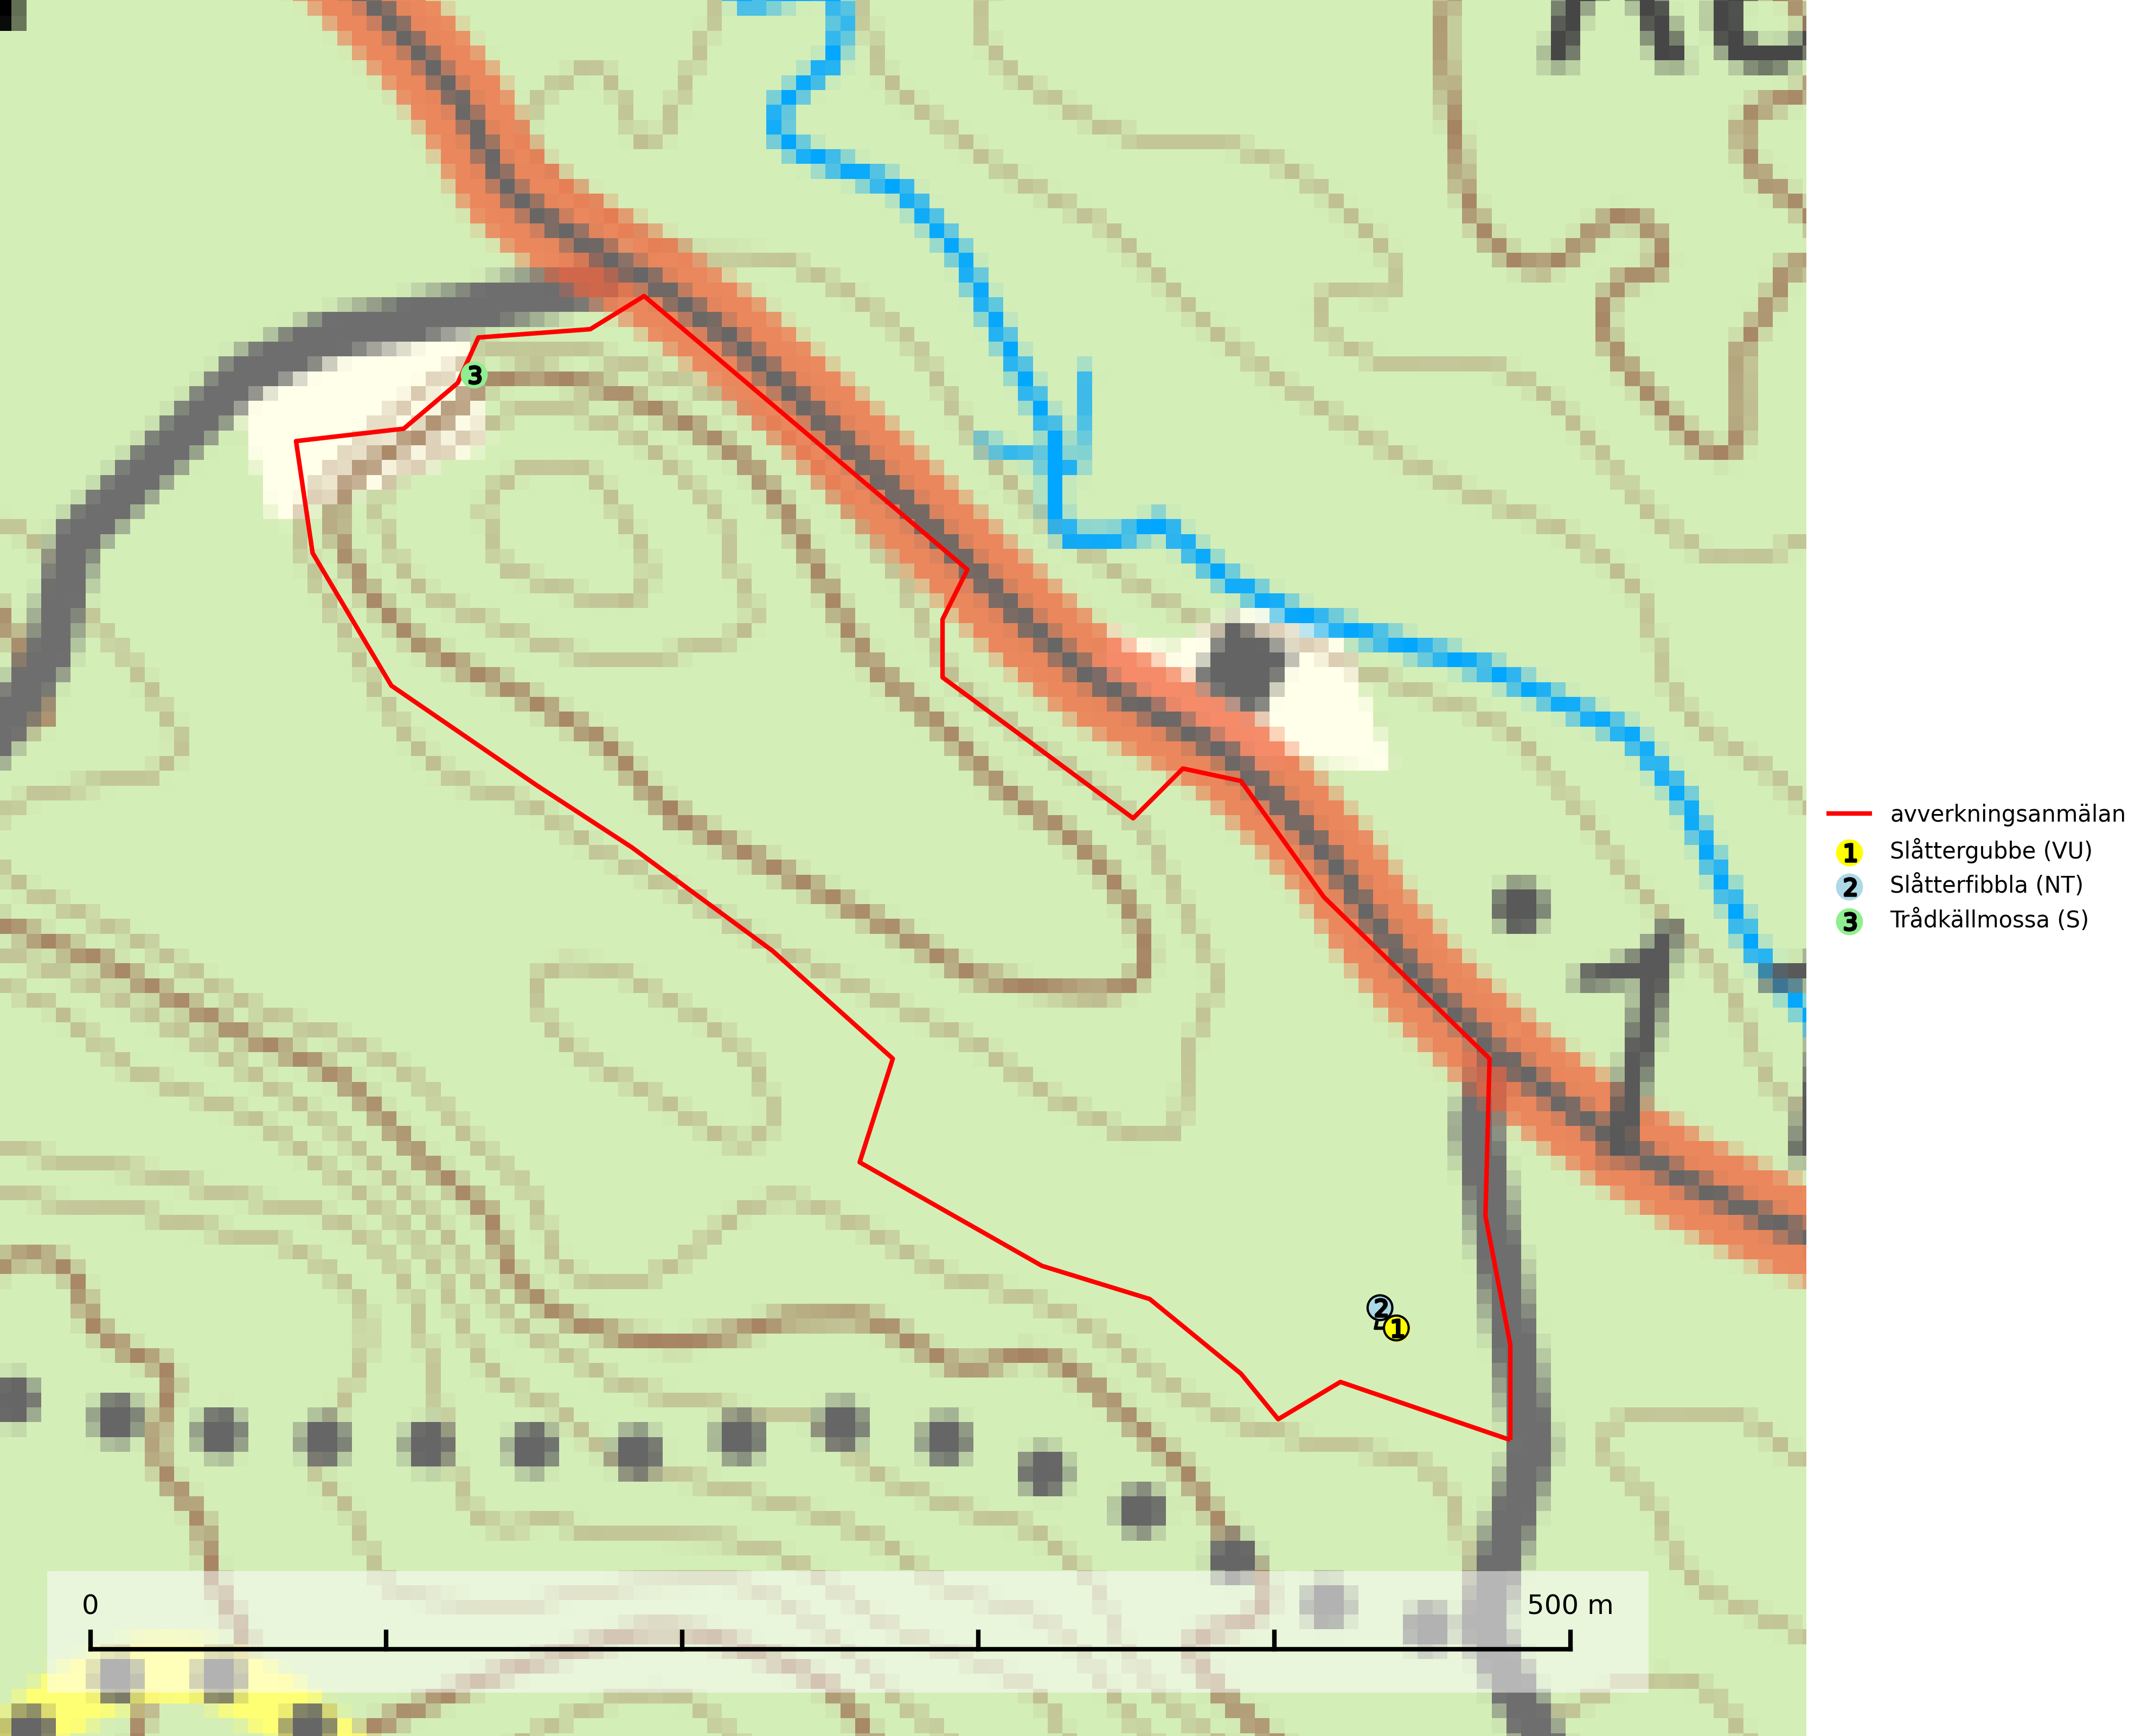 3
2
1
avverkningsanmälan
1 Slåttergubbe (VU)
2 Slåtterfibbla (NT)
3 Trådkällmossa (S)
0 500 m